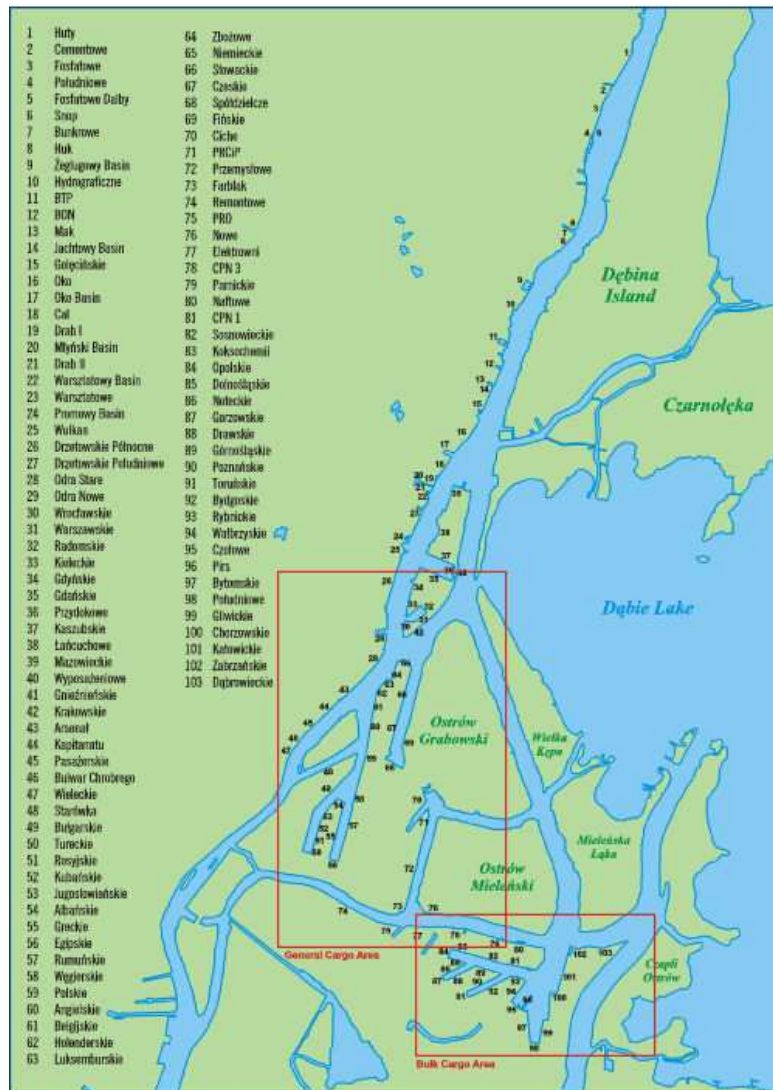 1 Huty
2 Cementowe
3 Fosfatowe
4 Południowe
5 Fosfatowe Dalby
6 Snop
7 Bunkrowe
8 Huk
9 Żeglugowy Basin
10 Hydrograficzne
11 BTP
12 BON
13 Mak
14 Jachtowy Basin
15 Golęcińskie
16 Oko
17 Oko Basin
18 Cal
19 Drab I
20 Młyński Basin
21 Drab II
22 Warsztatowy Basin
23 Warsztatowe
24 Promowy Basin
25 Wulkan
26 Drzetowskie Północne
27 Drzetowskie Południowe
28 Odra Stare
29 Odra Nowe
30 Wrocławskie
31 Warszawskie
32 Radomskie
33 Kieleckie
34 Gdyńskie
35 Gdańskie
36 Przydokowe
37 Kaszubskie
38 Łańcuchowe
39 Mazowieckie
40 Wyposażeniowe
41 Gnieźnieńskie
42 Krakowskie
43 Arsenał
44 Kapitanatu
45 Pasażerskie
46 Bulwar Chrobrego
47 Wieleckie
48 Starówka
49 Bułgarskie
50 Tureckie
51 Rosyjskie
52 Kubańskie
53 Jugosłowiańskie
54 Albańskie
55 Greckie
56 Egipskie
57 Rumuńskie
58 Węgierskie
59 Polskie
60 Angielskie
61 Belgijskie
62 Holenderskie
63 Luksemburskie
64 Zbożowe
65 Niemieckie
66 Słowackie
67 Czeskie
68 Spółdzielcze
69 Fińskie
70 Ciche
71 PRCiP
72 Przemysłowe
73 Farblak
74 Remontowe
75 PRO
76 Nowe
77 Elektrowni
78 CPN 3
79 Parnickie
80 Naftowe
81 CPN 1
82 Sosnowieckie
83 Koksochemii
84 Opolskie
85 Dolnośląskie
86 Noteckie
87 Gorzowskie
88 Drawskie
89 Górnośląskie
90 Poznańskie
91 Toruńskie
92 Bydgoskie
93 Rybnickie
94 Wałbrzyskie
95 Czołowe
96 Pirs
97 Bytomskie
98 Południowe
99 Gliwickie
100 Chorzowskie
101 Katowickie
102 Zabrzańskie
103 Dąbrowieckie
Dębina
Island
Czarnołęka
Dąbie Lake
Ostrów
Grabowski
Wielka
Kępa
Mieleńska
Łąka
Ostrów
Mieleński
Czapli
Ostrów
General Cargo Area
Bulk Cargo Area